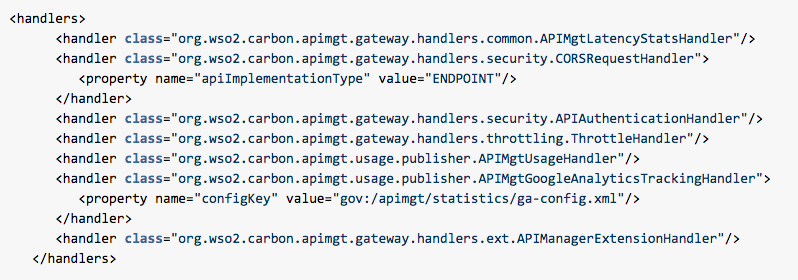 <handlers>
<handler class="org.wso2.carbon.apimgt.gateway.handlers.common.APIMgtLatencyStatsHandler"/>
<handler class="org.wso2.carbon.apimgt.gateway.handlers.security.CORSRequestHandler">
<property name="apiImplementationType" value="ENDPOINT"/>
</handler>
<handler class="org.wso2.carbon.apimgt.gateway.handlers.security.APIAuthenticationHandler"/>
<handler class="org.wso2.carbon.apimgt.gateway.handlers.throttling.ThrottleHandler"/>
<handler class="org.wso2.carbon.apimgt.usage.publisher.APIMgtUsageHandler"/>
<handler class="org.wso2.carbon.apimgt.usage.publisher.APIMgtGoogleAnalyticsTrackingHandler">
<property name="configKey" value="gov:/apimgt/statistics/ga-config.xml"/>
</handler>
<handler class="org.wso2.carbon.apimgt.gateway.handlers.ext.APIManagerExtensionHandler"/>
</handlers>